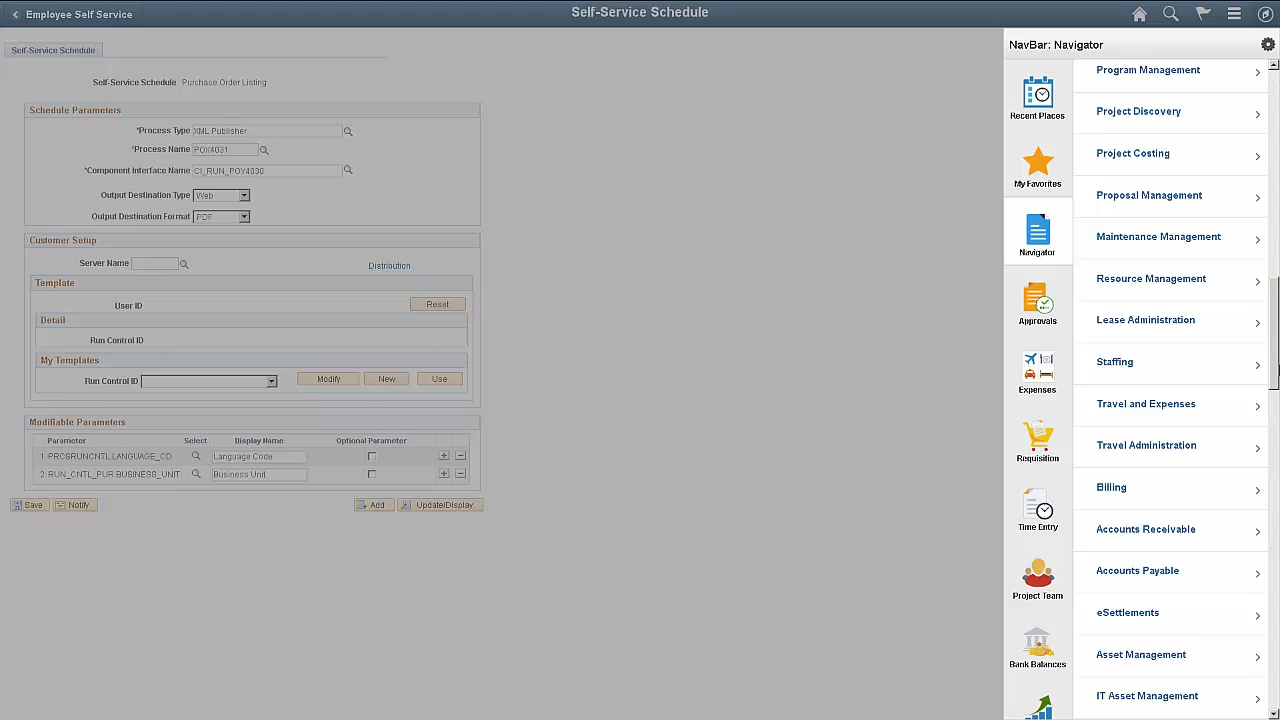 Employee Self Service
Self-Service Schedule
Self-Service Schedule
Self-Service Schedule Purchase Order Listing
Schedule Parameters
*Process Type XML Publisher
*Process Name POX4031
*Component Interface Name CI_RUN_POY4030
Output Destination Type Web
Output Destination Format PDF
Customer Setup
Server Name
Distribution
Template
User ID
Reset
Detail
Run Control ID
My Templates
Run Control ID Modify New Use
Modifiable Parameters
Parameter Select Display Name Optional Parameter
1 PRCSRUNCNTL.LANGUAGE_CD Language Code
2 RUN_CNTL_PUR.BUSINESS_UNIT Business Unit
Save Notify Add Update/Display
NavBar: Navigator
Recent Places
My Favorites
Navigator
Approvals
Expenses
Requisition
Time Entry
Project Team
Bank Balances
Program Management
Project Discovery
Project Costing
Proposal Management
Maintenance Management
Resource Management
Lease Administration
Staffing
Travel and Expenses
Travel Administration
Billing
Accounts Receivable
Accounts Payable
eSettlements
Asset Management
IT Asset Management